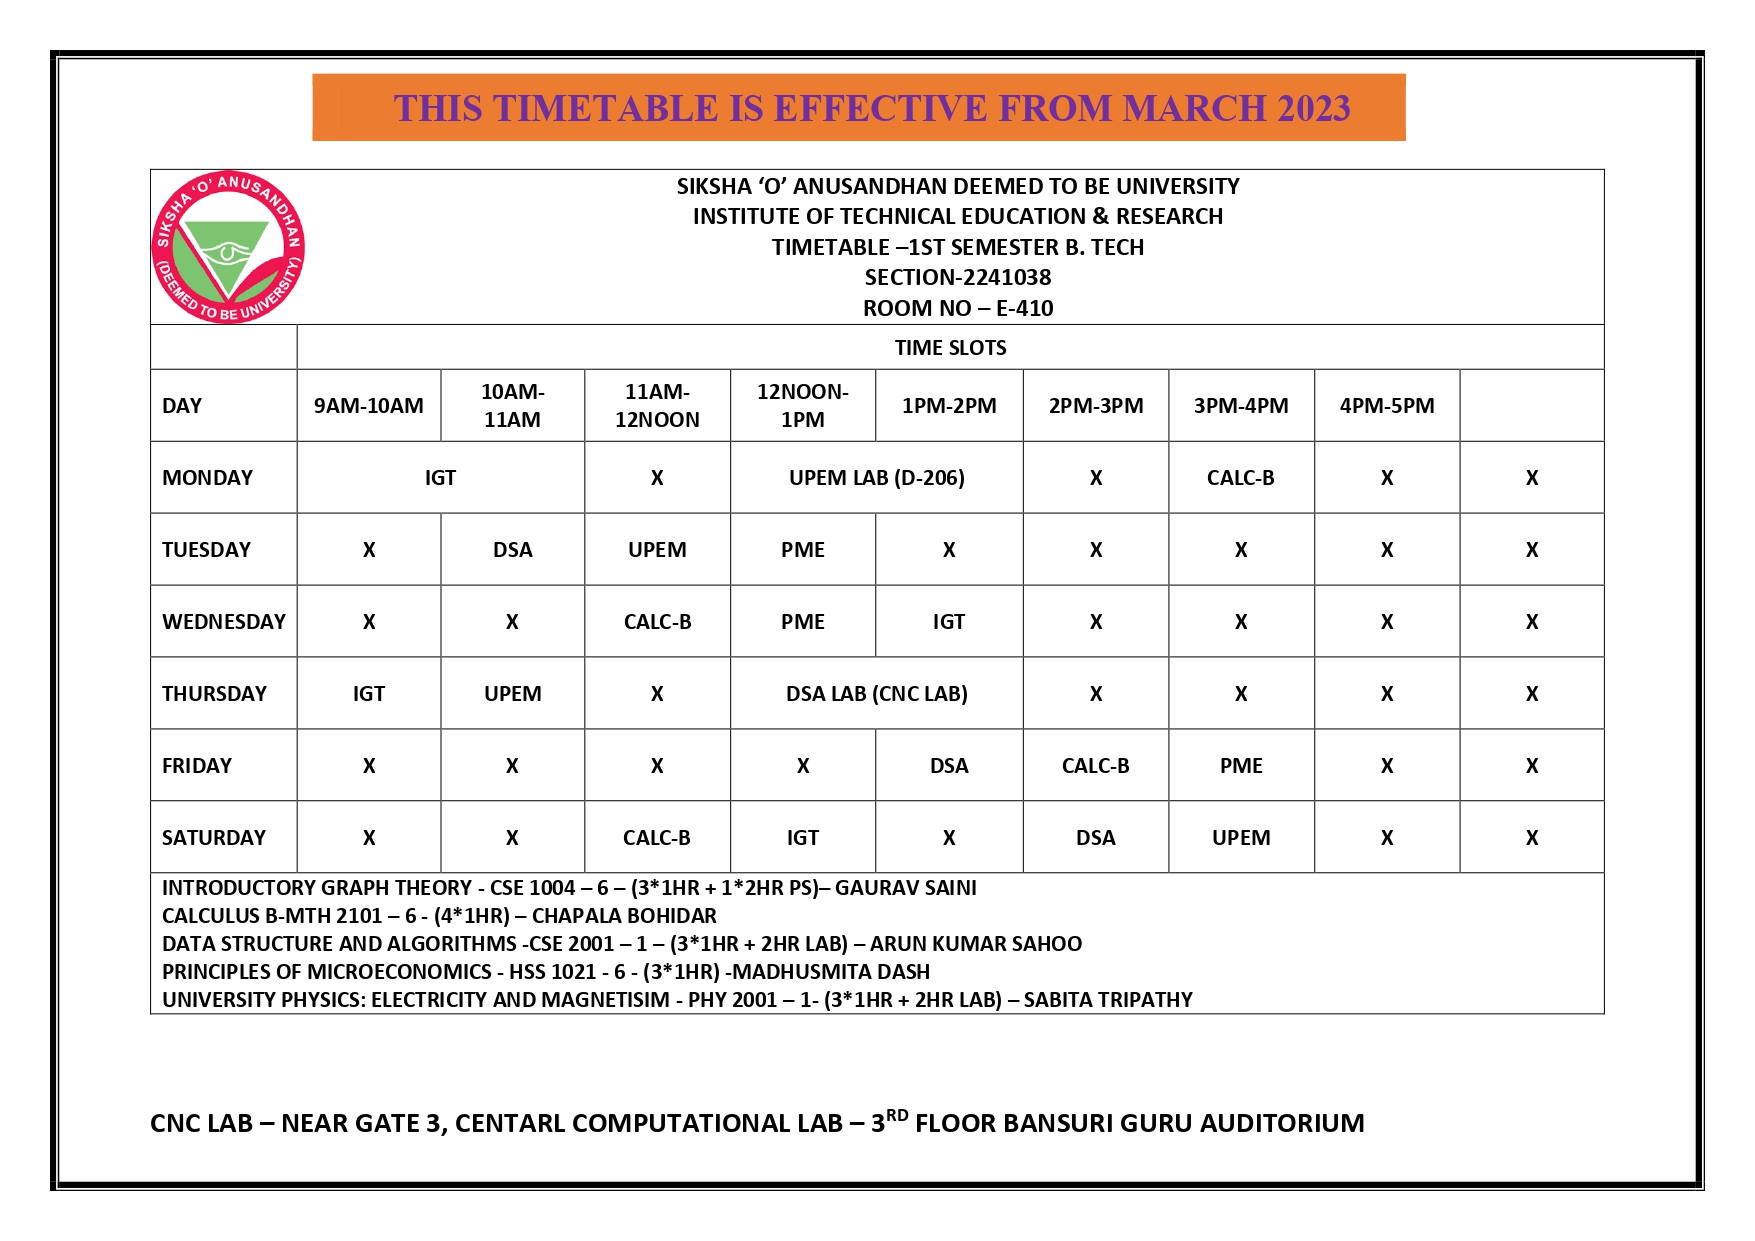 THIS TIMETABLE IS EFFECTIVE FROM MARCH 2023
SIKSHA ‘O’ ANUSANDHAN
(DEEMED TO BE UNIVERSITY)
SIKSHA ‘O’ ANUSANDHAN DEEMED TO BE UNIVERSITY
INSTITUTE OF TECHNICAL EDUCATION & RESEARCH
TIMETABLE –1ST SEMESTER B. TECH
SECTION-2241038
ROOM NO – E-410
TIME SLOTS
DAY 9AM-10AM 10AM-11AM 11AM-12NOON 12NOON-1PM 1PM-2PM 2PM-3PM 3PM-4PM 4PM-5PM
MONDAY IGT X UPEM LAB (D-206) X CALC-B X X
TUESDAY X DSA UPEM PME X X X X X
WEDNESDAY X X CALC-B PME IGT X X X X
THURSDAY IGT UPEM X DSA LAB (CNC LAB) X X X X
FRIDAY X X X X DSA CALC-B PME X X
SATURDAY X X CALC-B IGT X DSA UPEM X X
INTRODUCTORY GRAPH THEORY - CSE 1004 – 6 – (3*1HR + 1*2HR PS)– GAURAV SAINI
CALCULUS B-MTH 2101 – 6 - (4*1HR) – CHAPALA BOHIDAR
DATA STRUCTURE AND ALGORITHMS -CSE 2001 – 1 – (3*1HR + 2HR LAB) – ARUN KUMAR SAHOO
PRINCIPLES OF MICROECONOMICS - HSS 1021 - 6 - (3*1HR) -MADHUSMITA DASH
UNIVERSITY PHYSICS: ELECTRICITY AND MAGNETISIM - PHY 2001 – 1- (3*1HR + 2HR LAB) – SABITA TRIPATHY
CNC LAB – NEAR GATE 3, CENTARL COMPUTATIONAL LAB – 3RD FLOOR BANSURI GURU AUDITORIUM